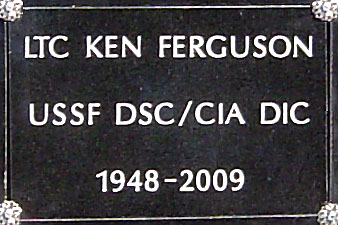 LTC KEN FERGUSON
USSF DSC/CIA DIC
1948-2009